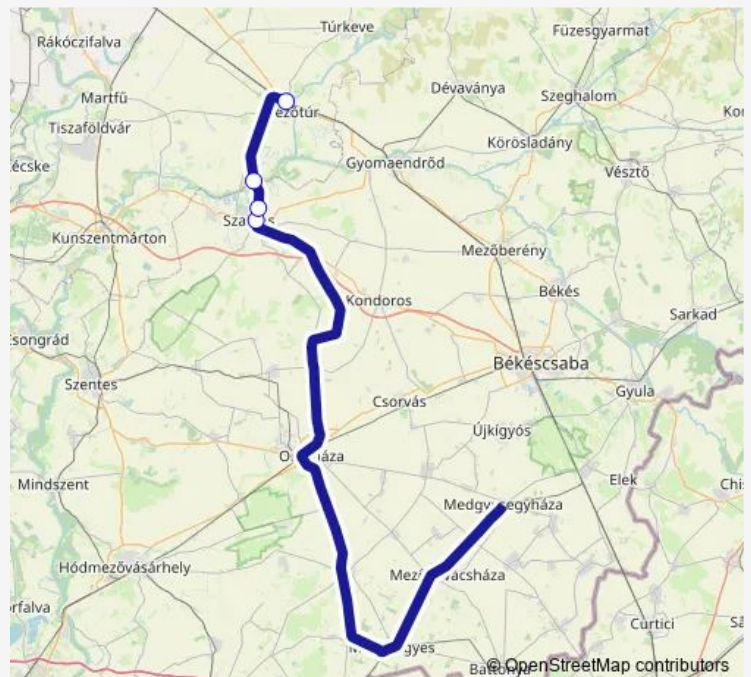 Túrkeve
Füzesgyarmat
Rákóczifalva
Martfű
Dévaványa
Szeghalom
Tiszaföldvár
Körösladány
Gyomaendrőd
Vésztő
Kunszentmárton
Mezőberény
Békés
Kondoros
Sarkad
Békéscsaba
Szentes
Gyula
Csorvás
Újkígyós
Mindszent
Elek
Hódmezővásárhely
Curtici
Battonya
© OpenStreetMap contributors